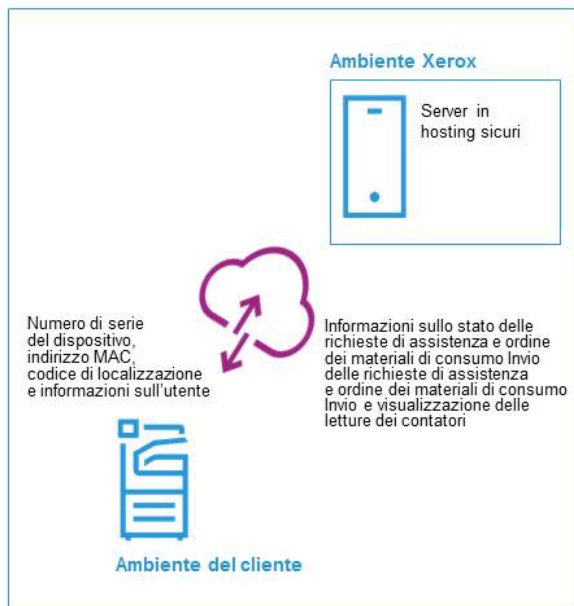 Ambiente Xerox
Server in
hosting sicuri
Numero di serie
del dispositivo,
indirizzo MAC,
codice di localizzazione
e informazioni sull'utente
Informazioni sullo stato delle
richieste di assistenza e ordine
dei materiali di consumo Invio
delle richieste di assistenza
e ordine dei materiali di consumo
Invio e visualizzazione delle
letture dei contatori
Ambiente del cliente